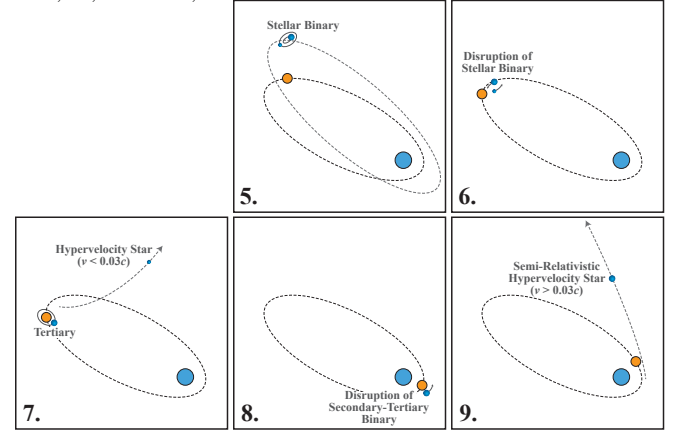 Stellar Binary
5.
Disruption of
Stellar Binary
6.
Hypervelocity Star
(v < 0.03c)
Tertiary
7.
Disruption of
Secondary-Tertiary
Binary
8.
Semi-Relativistic
Hypervelocity Star
(v > 0.03c)
9.